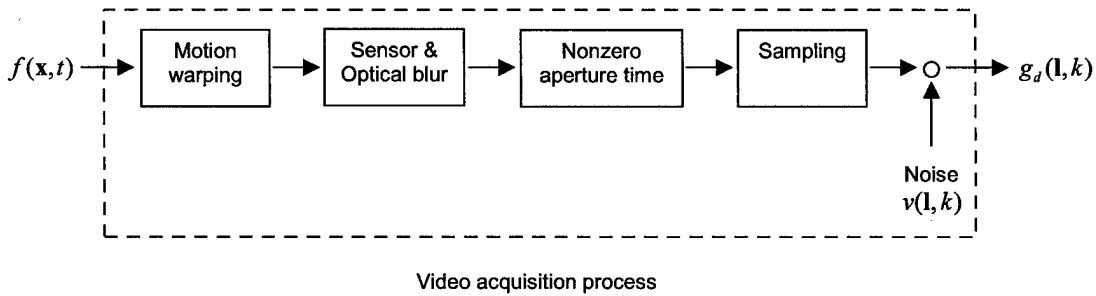 f(x,t)
Motion
warping
Sensor &
Optical blur
Nonzero
aperture time
Sampling
g_d(l,k)
Noise
v(l,k)
Video acquisition process